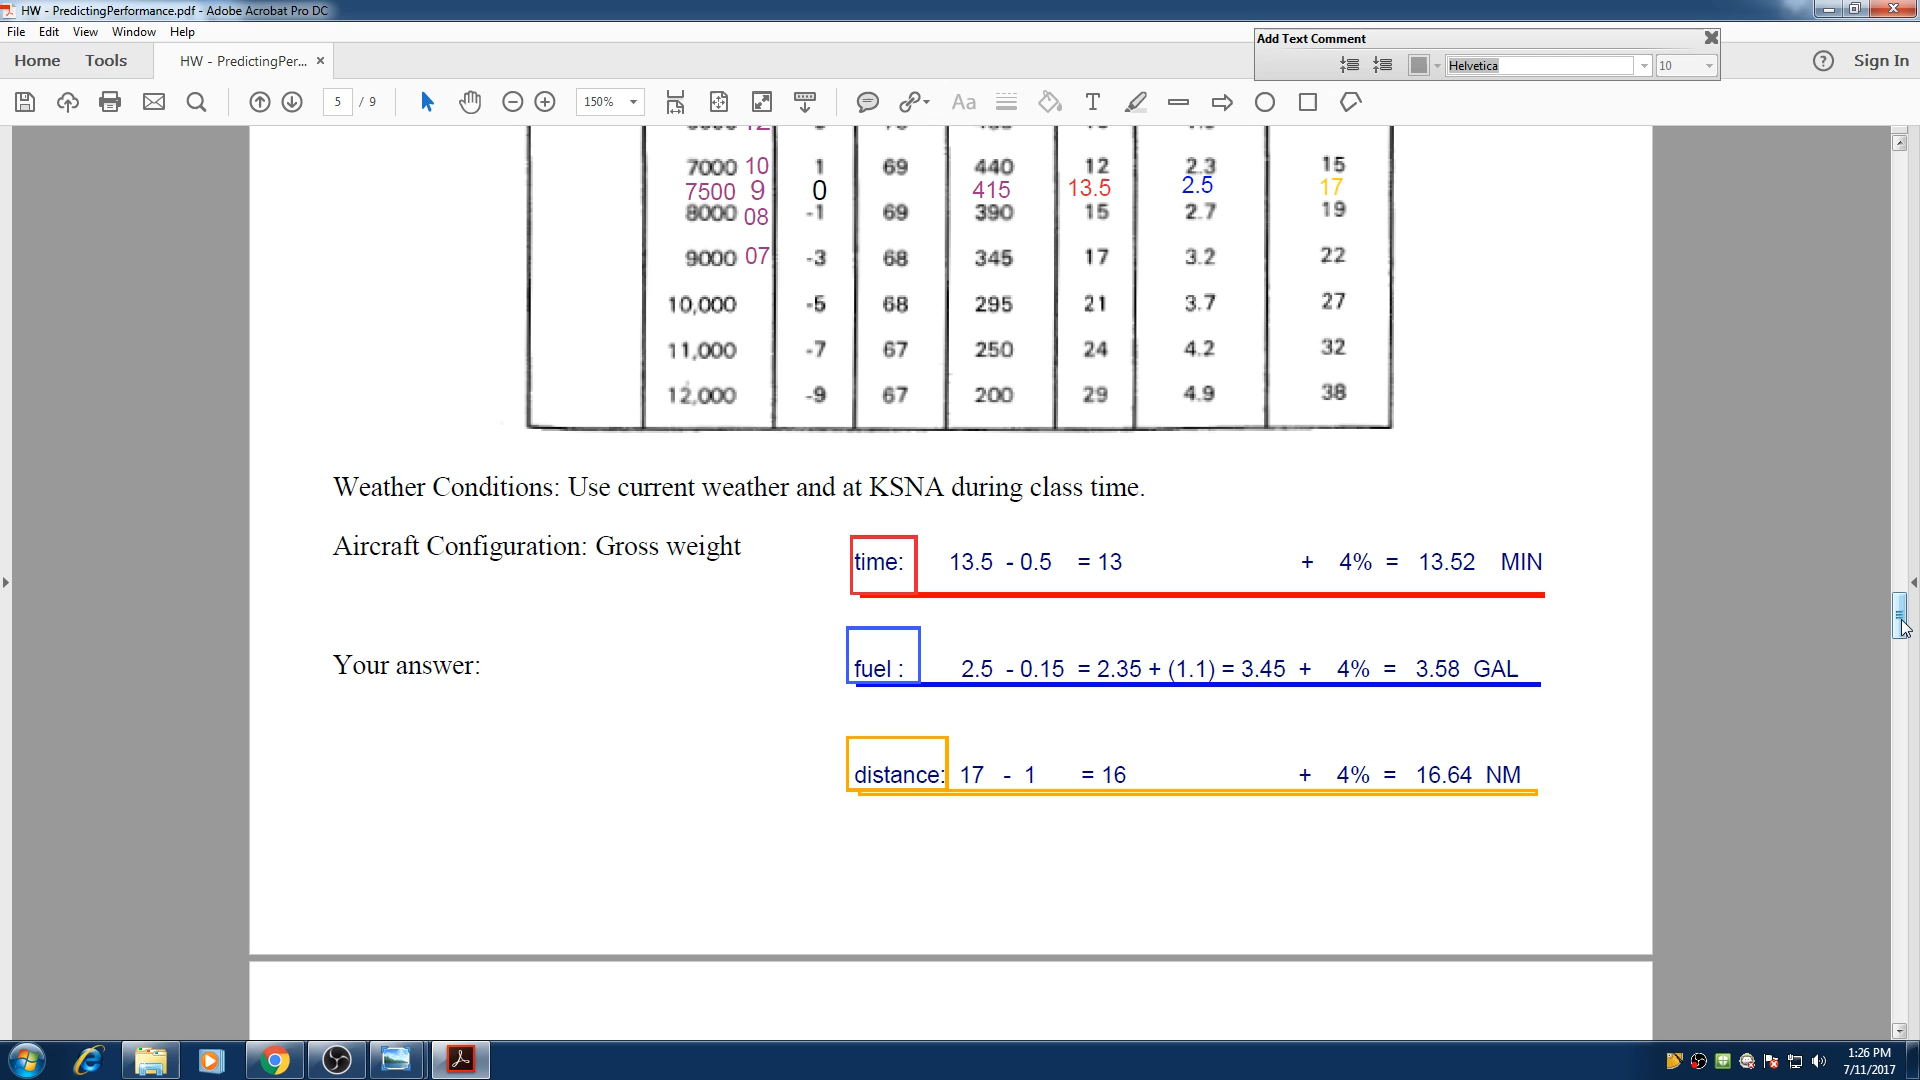 HW - PredictingPerformance.pdf - Adobe Acrobat Pro DC
File Edit View Window Help
Add Text Comment
Home Tools HW - PredictingPer... × Helvetica 10 ? Sign In
5 / 9 150% Aa T
7000 10 1 69 440 12 2.3 15
7500 9 0 415 13.5 2.5 17
8000 08 -1 69 390 15 2.7 19
9000 07 -3 68 345 17 3.2 22
10,000 -5 68 295 21 3.7 27
11,000 -7 67 250 24 4.2 32
12,000 -9 67 200 29 4.9 38
Weather Conditions: Use current weather and at KSNA during class time.
Aircraft Configuration: Gross weight
time: 13.5 - 0.5 = 13 + 4% = 13.52 MIN
Your answer:
fuel : 2.5 - 0.15 = 2.35 + (1.1) = 3.45 + 4% = 3.58 GAL
distance: 17 - 1 = 16 + 4% = 16.64 NM
1:26 PM
7/11/2017